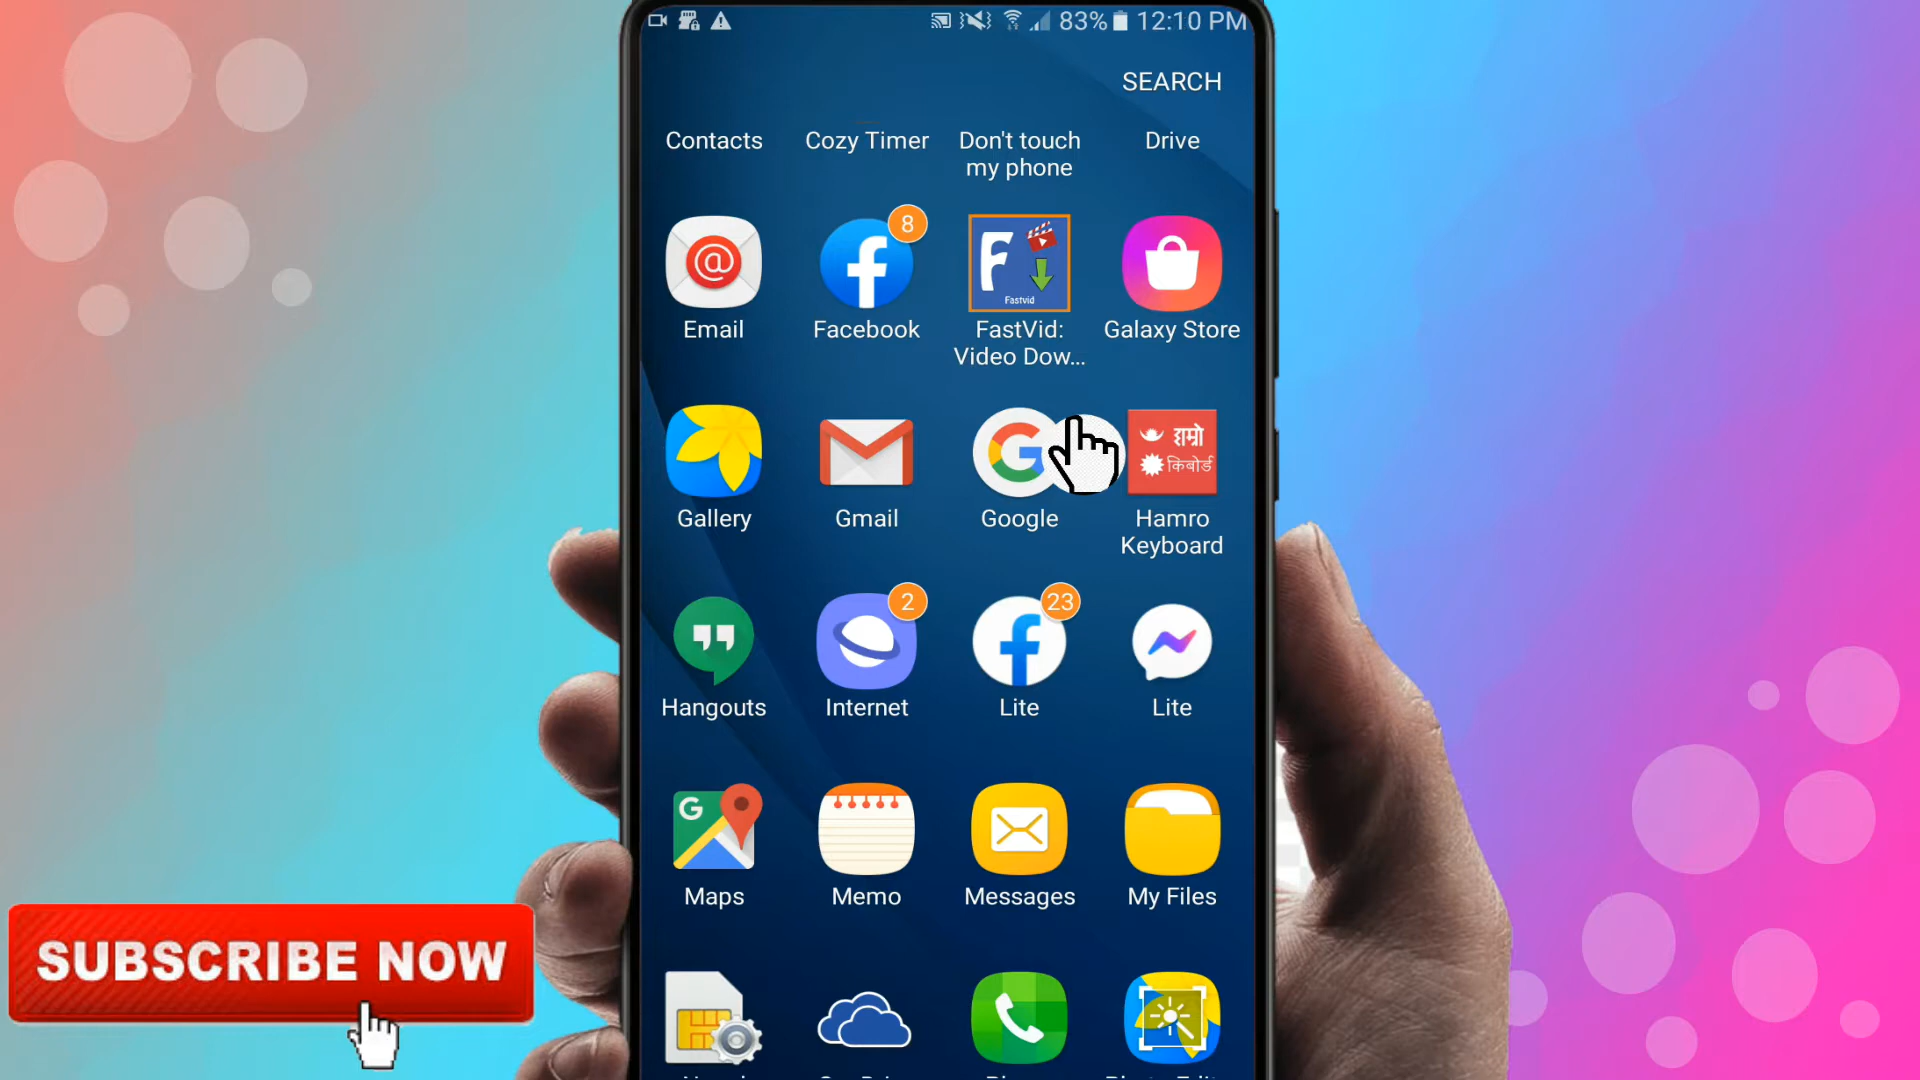 83% 12:10 PM
SEARCH
Contacts Cozy Timer Don't touch my phone Drive
8
F
Fastvid
Email Facebook FastVid: Video Dow... Galaxy Store
G
हाम्रो
किबोर्ड
Gallery Gmail Google Hamro Keyboard
2 23
Hangouts Internet Lite Lite
G
Maps Memo Messages My Files
SUBSCRIBE NOW